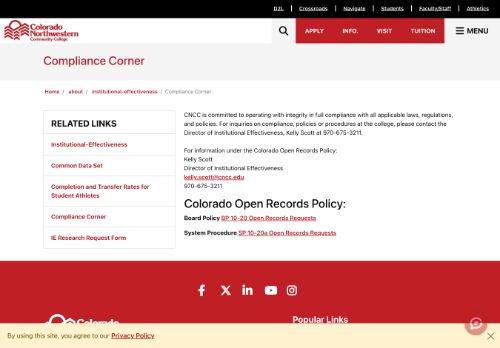 D2L | Crossroads | Navigate | Students | Faculty/Staff | Athletics
Colorado
Northwestern
Community College
APPLY INFO. VISIT TUITION MENU
Compliance Corner
Home / about / institutional-effectiveness / Compliance Corner
RELATED LINKS
Institutional-Effectiveness
Common Data Set
Completion and Transfer Rates for
Student Athletes
Compliance Corner
IE Research Request Form
CNCC is committed to operating with integrity in full compliance with all applicable laws, regulations,
and policies. For inquiries on compliance, policies or procedures at the college, please contact the
Director of Institutional Effectiveness, Kelly Scott at 970-675-3211.
For information under the Colorado Open Records Policy:
Kelly Scott
Director of Institutional Effectiveness
kelly.scott@cncc.edu
970-675-3211
Colorado Open Records Policy:
Board Policy BP 10-20 Open Records Requests
System Procedure SP 10-20a Open Records Requests
Colorado
Popular Links
By using this site, you agree to our Privacy Policy